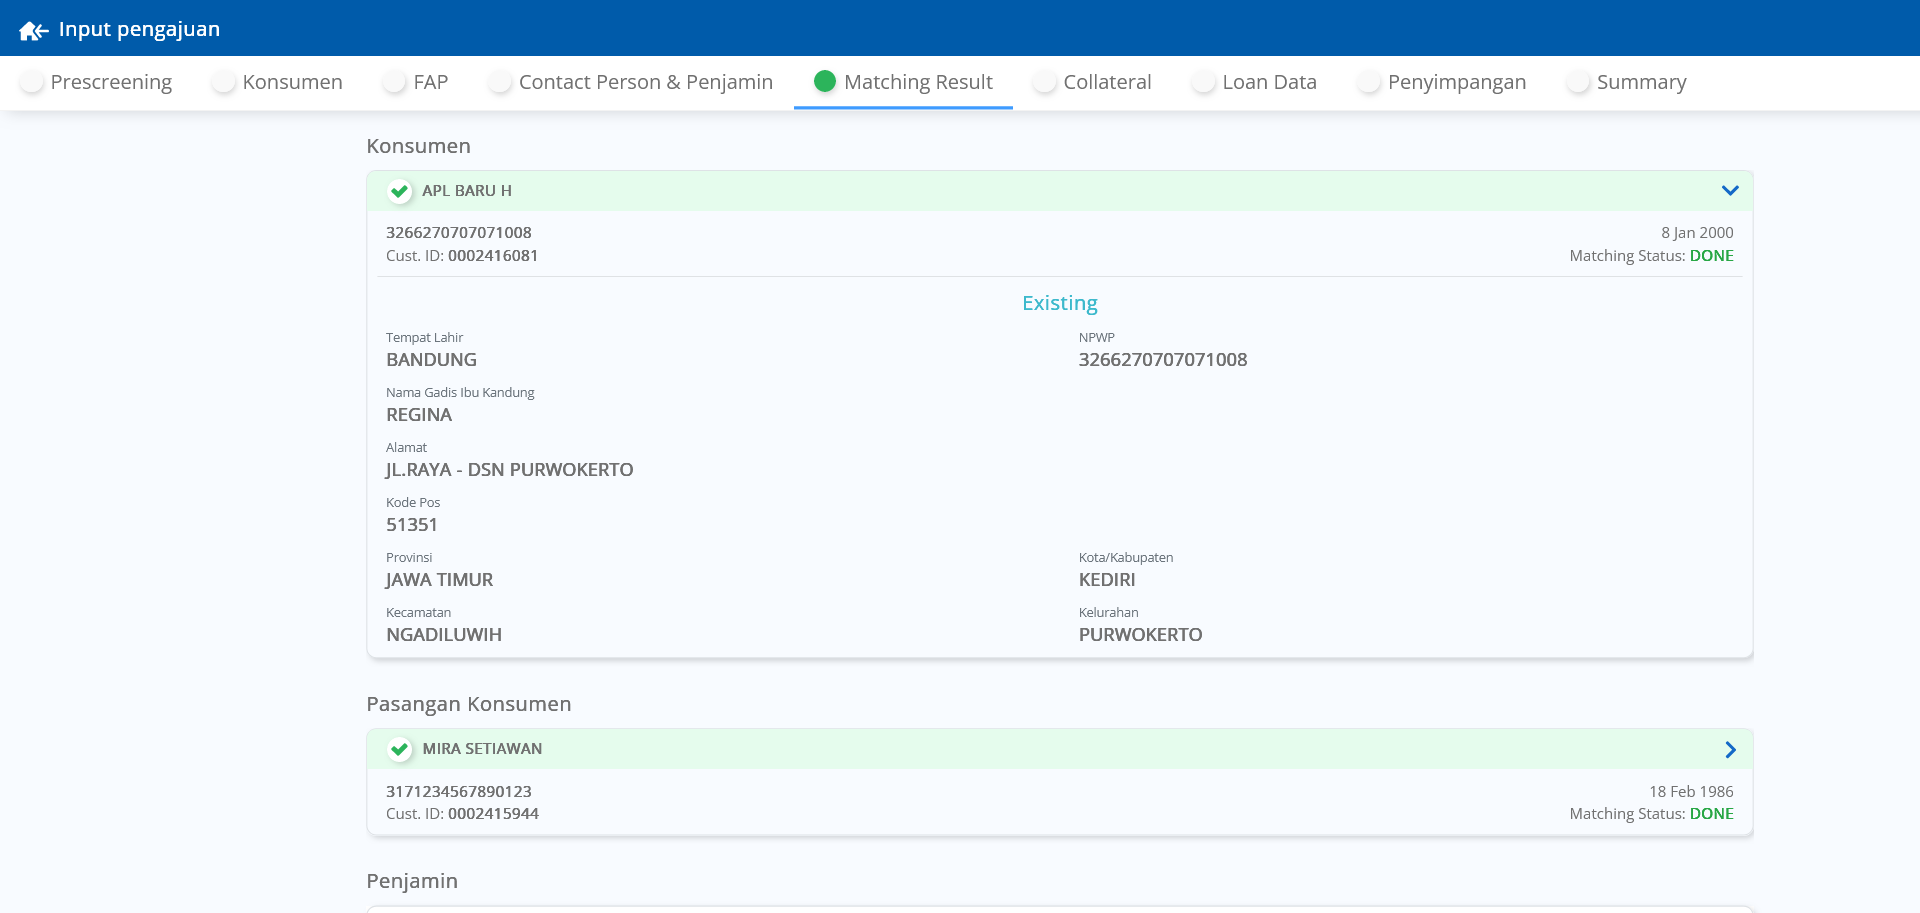 Input pengajuan
Prescreening Konsumen FAP Contact Person & Penjamin Matching Result Collateral Loan Data Penyimpangan Summary
Konsumen
APL BARU H
3266270707071008 8 Jan 2000
Cust. ID: 0002416081 Matching Status: DONE
Existing
Tempat Lahir NPWP
BANDUNG 3266270707071008
Nama Gadis Ibu Kandung
REGINA
Alamat
JL.RAYA - DSN PURWOKERTO
Kode Pos
51351
Provinsi Kota/Kabupaten
JAWA TIMUR KEDIRI
Kecamatan Kelurahan
NGADILUWIH PURWOKERTO
Pasangan Konsumen
MIRA SETIAWAN
3171234567890123 18 Feb 1986
Cust. ID: 0002415944 Matching Status: DONE
Penjamin